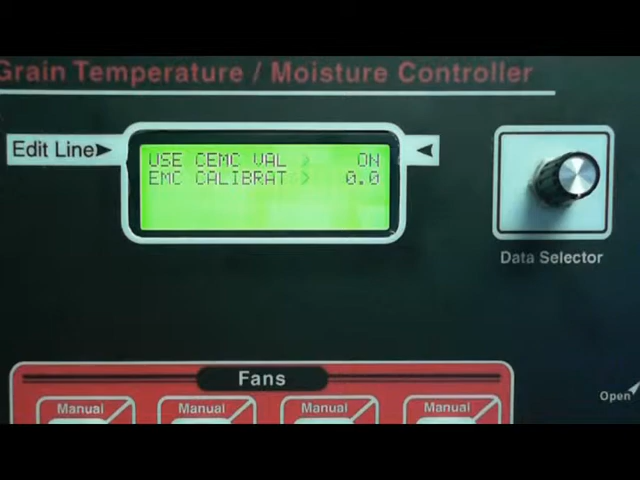 Grain Temperature / Moisture Controller
Edit Line
USE CEMC VAL > ON
EMC CALIBRAT > 0.0
Data Selector
Fans
Manual Manual Manual Manual
Open